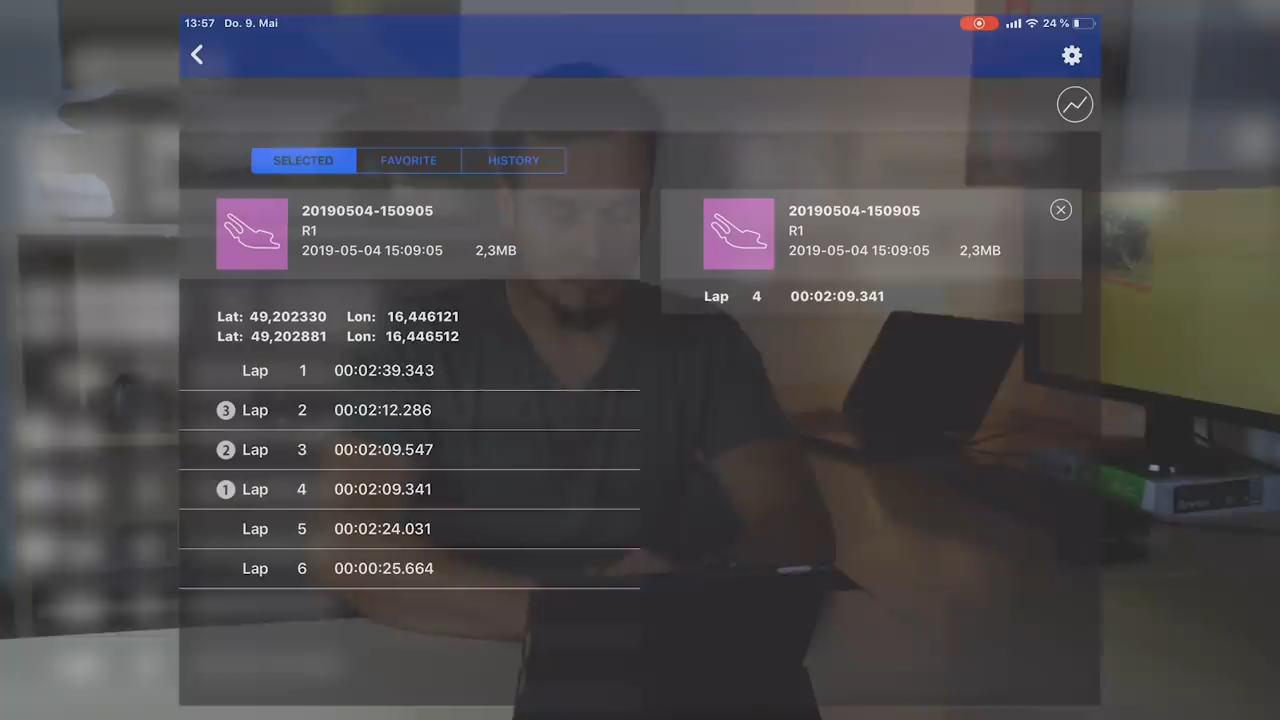 13:57 Do. 9. Mai 24 %
SELECTED FAVORITE HISTORY
20190504-150905
R1
2019-05-04 15:09:05 2,3MB
Lat: 49,202330 Lon: 16,446121
Lat: 49,202881 Lon: 16,446512
Lap 1 00:02:39.343
3 Lap 2 00:02:12.286
2 Lap 3 00:02:09.547
1 Lap 4 00:02:09.341
Lap 5 00:02:24.031
Lap 6 00:00:25.664
20190504-150905
R1
2019-05-04 15:09:05 2,3MB
Lap 4 00:02:09.341